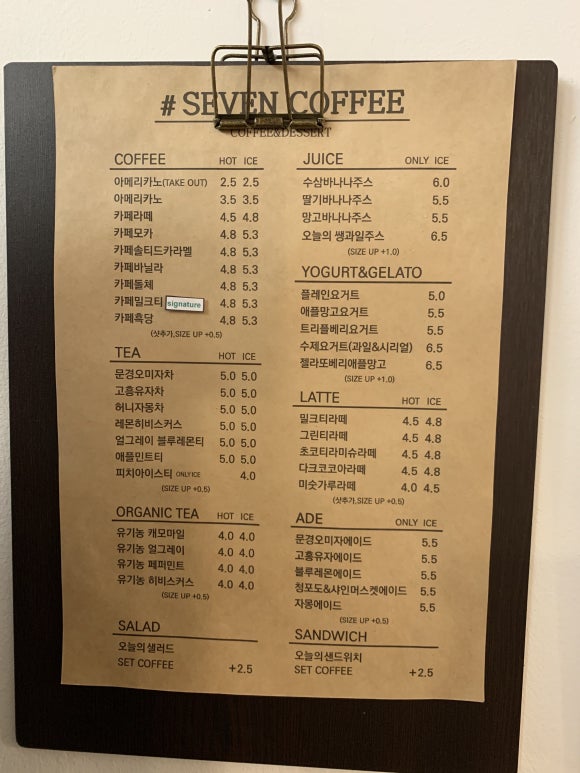 # SEVEN COFFEE
COFFEE&DESSERT
COFFEE HOT ICE
아메리카노(TAKE OUT) 2.5 2.5
아메리카노 3.5 3.5
카페라떼 4.5 4.8
카페모카 4.8 5.3
카페솔티드카라멜 4.8 5.3
카페바닐라 4.8 5.3
카페돌체 4.8 5.3
카페밀크티 signature 4.8 5.3
카페흑당 4.8 5.3
(샷추가,SIZE UP +0.5)
TEA HOT ICE
문경오미자차 5.0 5.0
고흥유자차 5.0 5.0
허니자몽차 5.0 5.0
레몬히비스커스 5.0 5.0
얼그레이 블루레몬티 5.0 5.0
애플민트티 5.0 5.0
피치아이스티 ONLY ICE 4.0
(SIZE UP +0.5)
ORGANIC TEA HOT ICE
유기농 캐모마일 4.0 4.0
유기농 얼그레이 4.0 4.0
유기농 페퍼민트 4.0 4.0
유기농 히비스커스 4.0 4.0
(SIZE UP +0.5)
SALAD
오늘의샐러드
SET COFFEE +2.5
JUICE ONLY ICE
수삼바나나주스 6.0
딸기바나나주스 5.5
망고바나나주스 5.5
오늘의 쌩과일주스 6.5
(SIZE UP +1.0)
YOGURT&GELATO
플레인요거트 5.0
애플망고요거트 5.5
트리플베리요거트 5.5
수제요거트(과일&시리얼) 6.5
젤라또베리애플망고 6.5
(SIZE UP +1.0)
LATTE HOT ICE
밀크티라떼 4.5 4.8
그린티라떼 4.5 4.8
초코티라미슈라떼 4.5 4.8
다크코코아라떼 4.5 4.8
미숫가루라떼 4.0 4.5
(샷추가,SIZE UP +0.5)
ADE ONLY ICE
문경오미자에이드 5.5
고흥유자에이드 5.5
블루레몬에이드 5.5
청포도&샤인머스켓에이드 5.5
자몽에이드 5.5
(SIZE UP +0.5)
SANDWICH
오늘의샌드위치
SET COFFEE +2.5